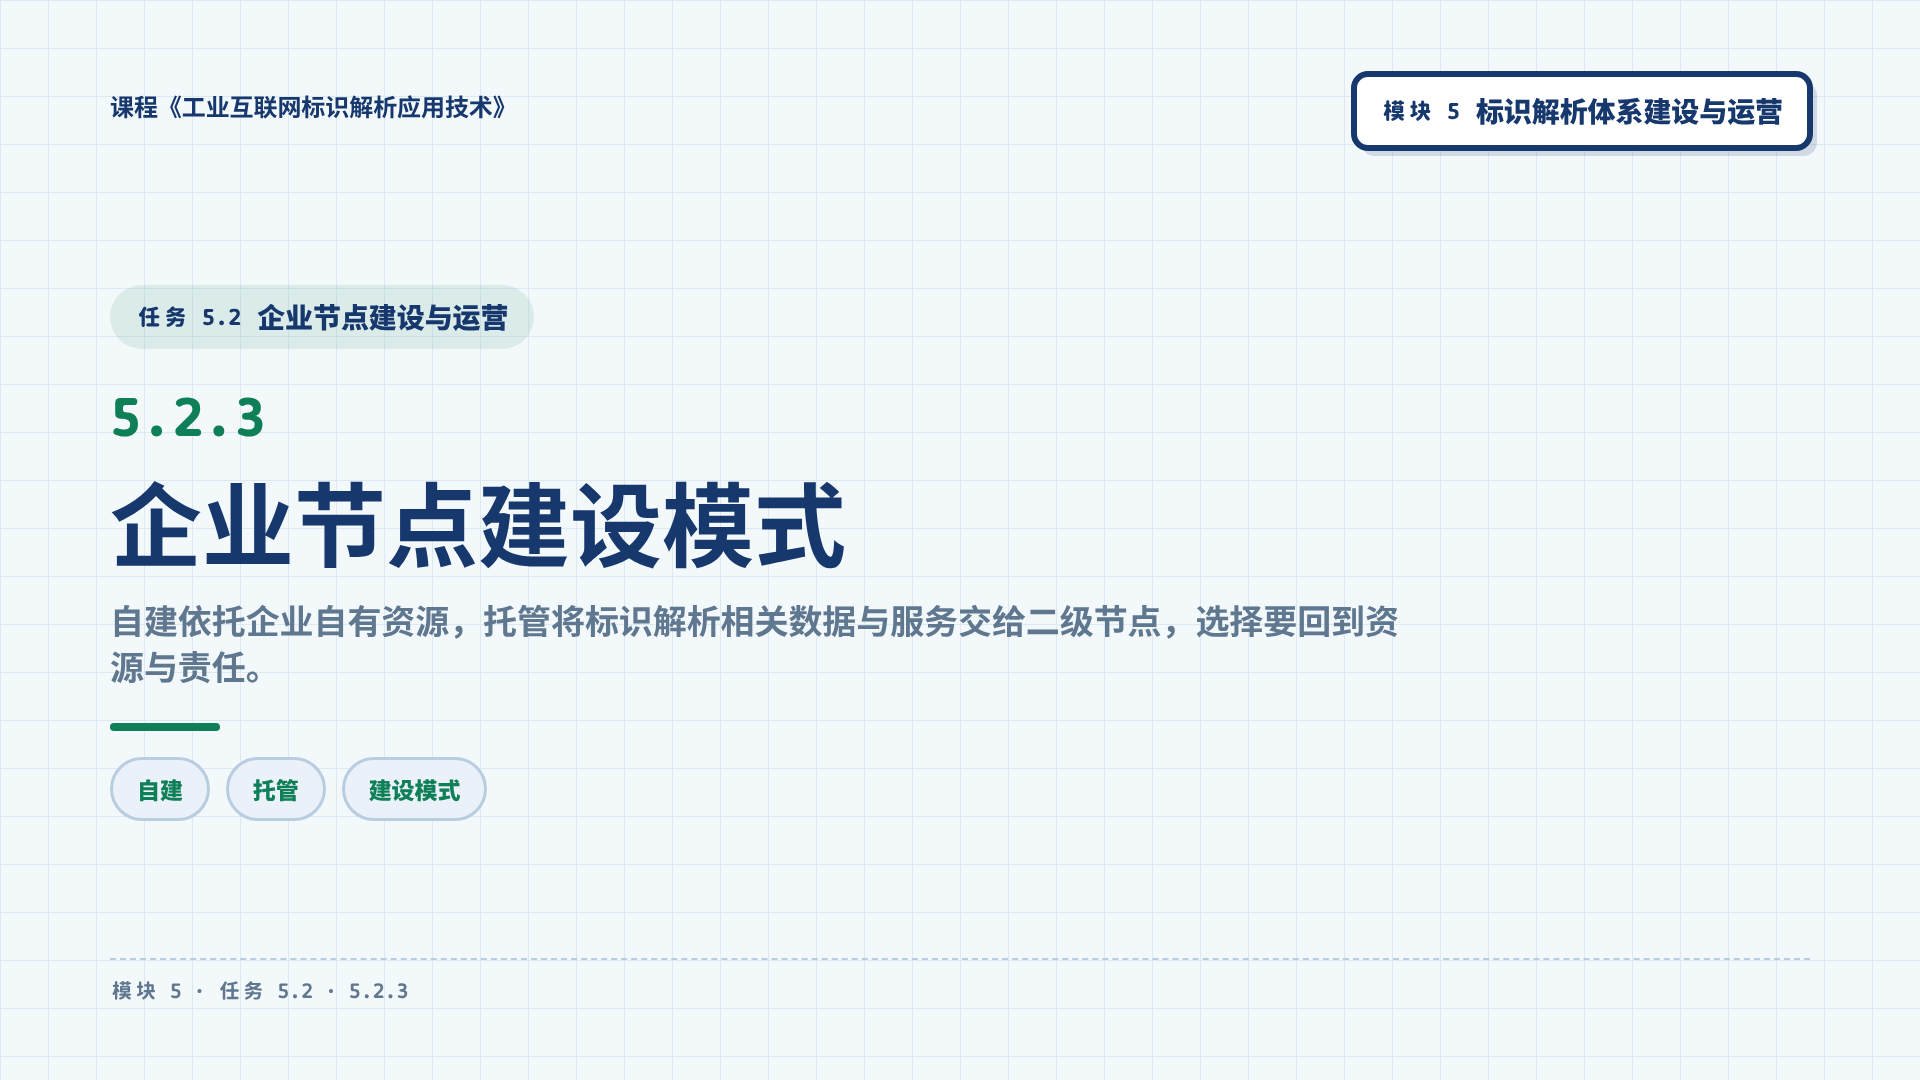 课程《工业互联网标识解析应用技术》
模块 5 标识解析体系建设与运营
任务 5.2 企业节点建设与运营
5.2.3
企业节点建设模式
自建依托企业自有资源，托管将标识解析相关数据与服务交给二级节点，选择要回到资
源与责任。
自建
托管
建设模式
模块 5 · 任务 5.2 · 5.2.3